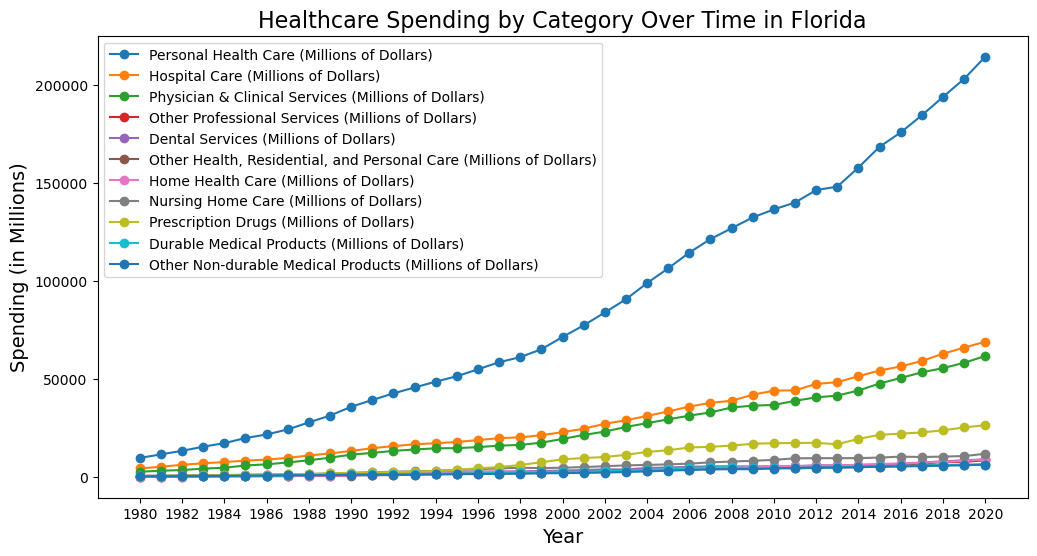 Healthcare Spending by Category Over Time in Florida
Personal Health Care (Millions of Dollars)
Hospital Care (Millions of Dollars)
Physician & Clinical Services (Millions of Dollars)
Other Professional Services (Millions of Dollars)
Dental Services (Millions of Dollars)
Other Health, Residential, and Personal Care (Millions of Dollars)
Home Health Care (Millions of Dollars)
Nursing Home Care (Millions of Dollars)
Prescription Drugs (Millions of Dollars)
Durable Medical Products (Millions of Dollars)
Other Non-durable Medical Products (Millions of Dollars)
Spending (in Millions)
200000
150000
100000
50000
0
1980 1982 1984 1986 1988 1990 1992 1994 1996 1998 2000 2002 2004 2006 2008 2010 2012 2014 2016 2018 2020
Year